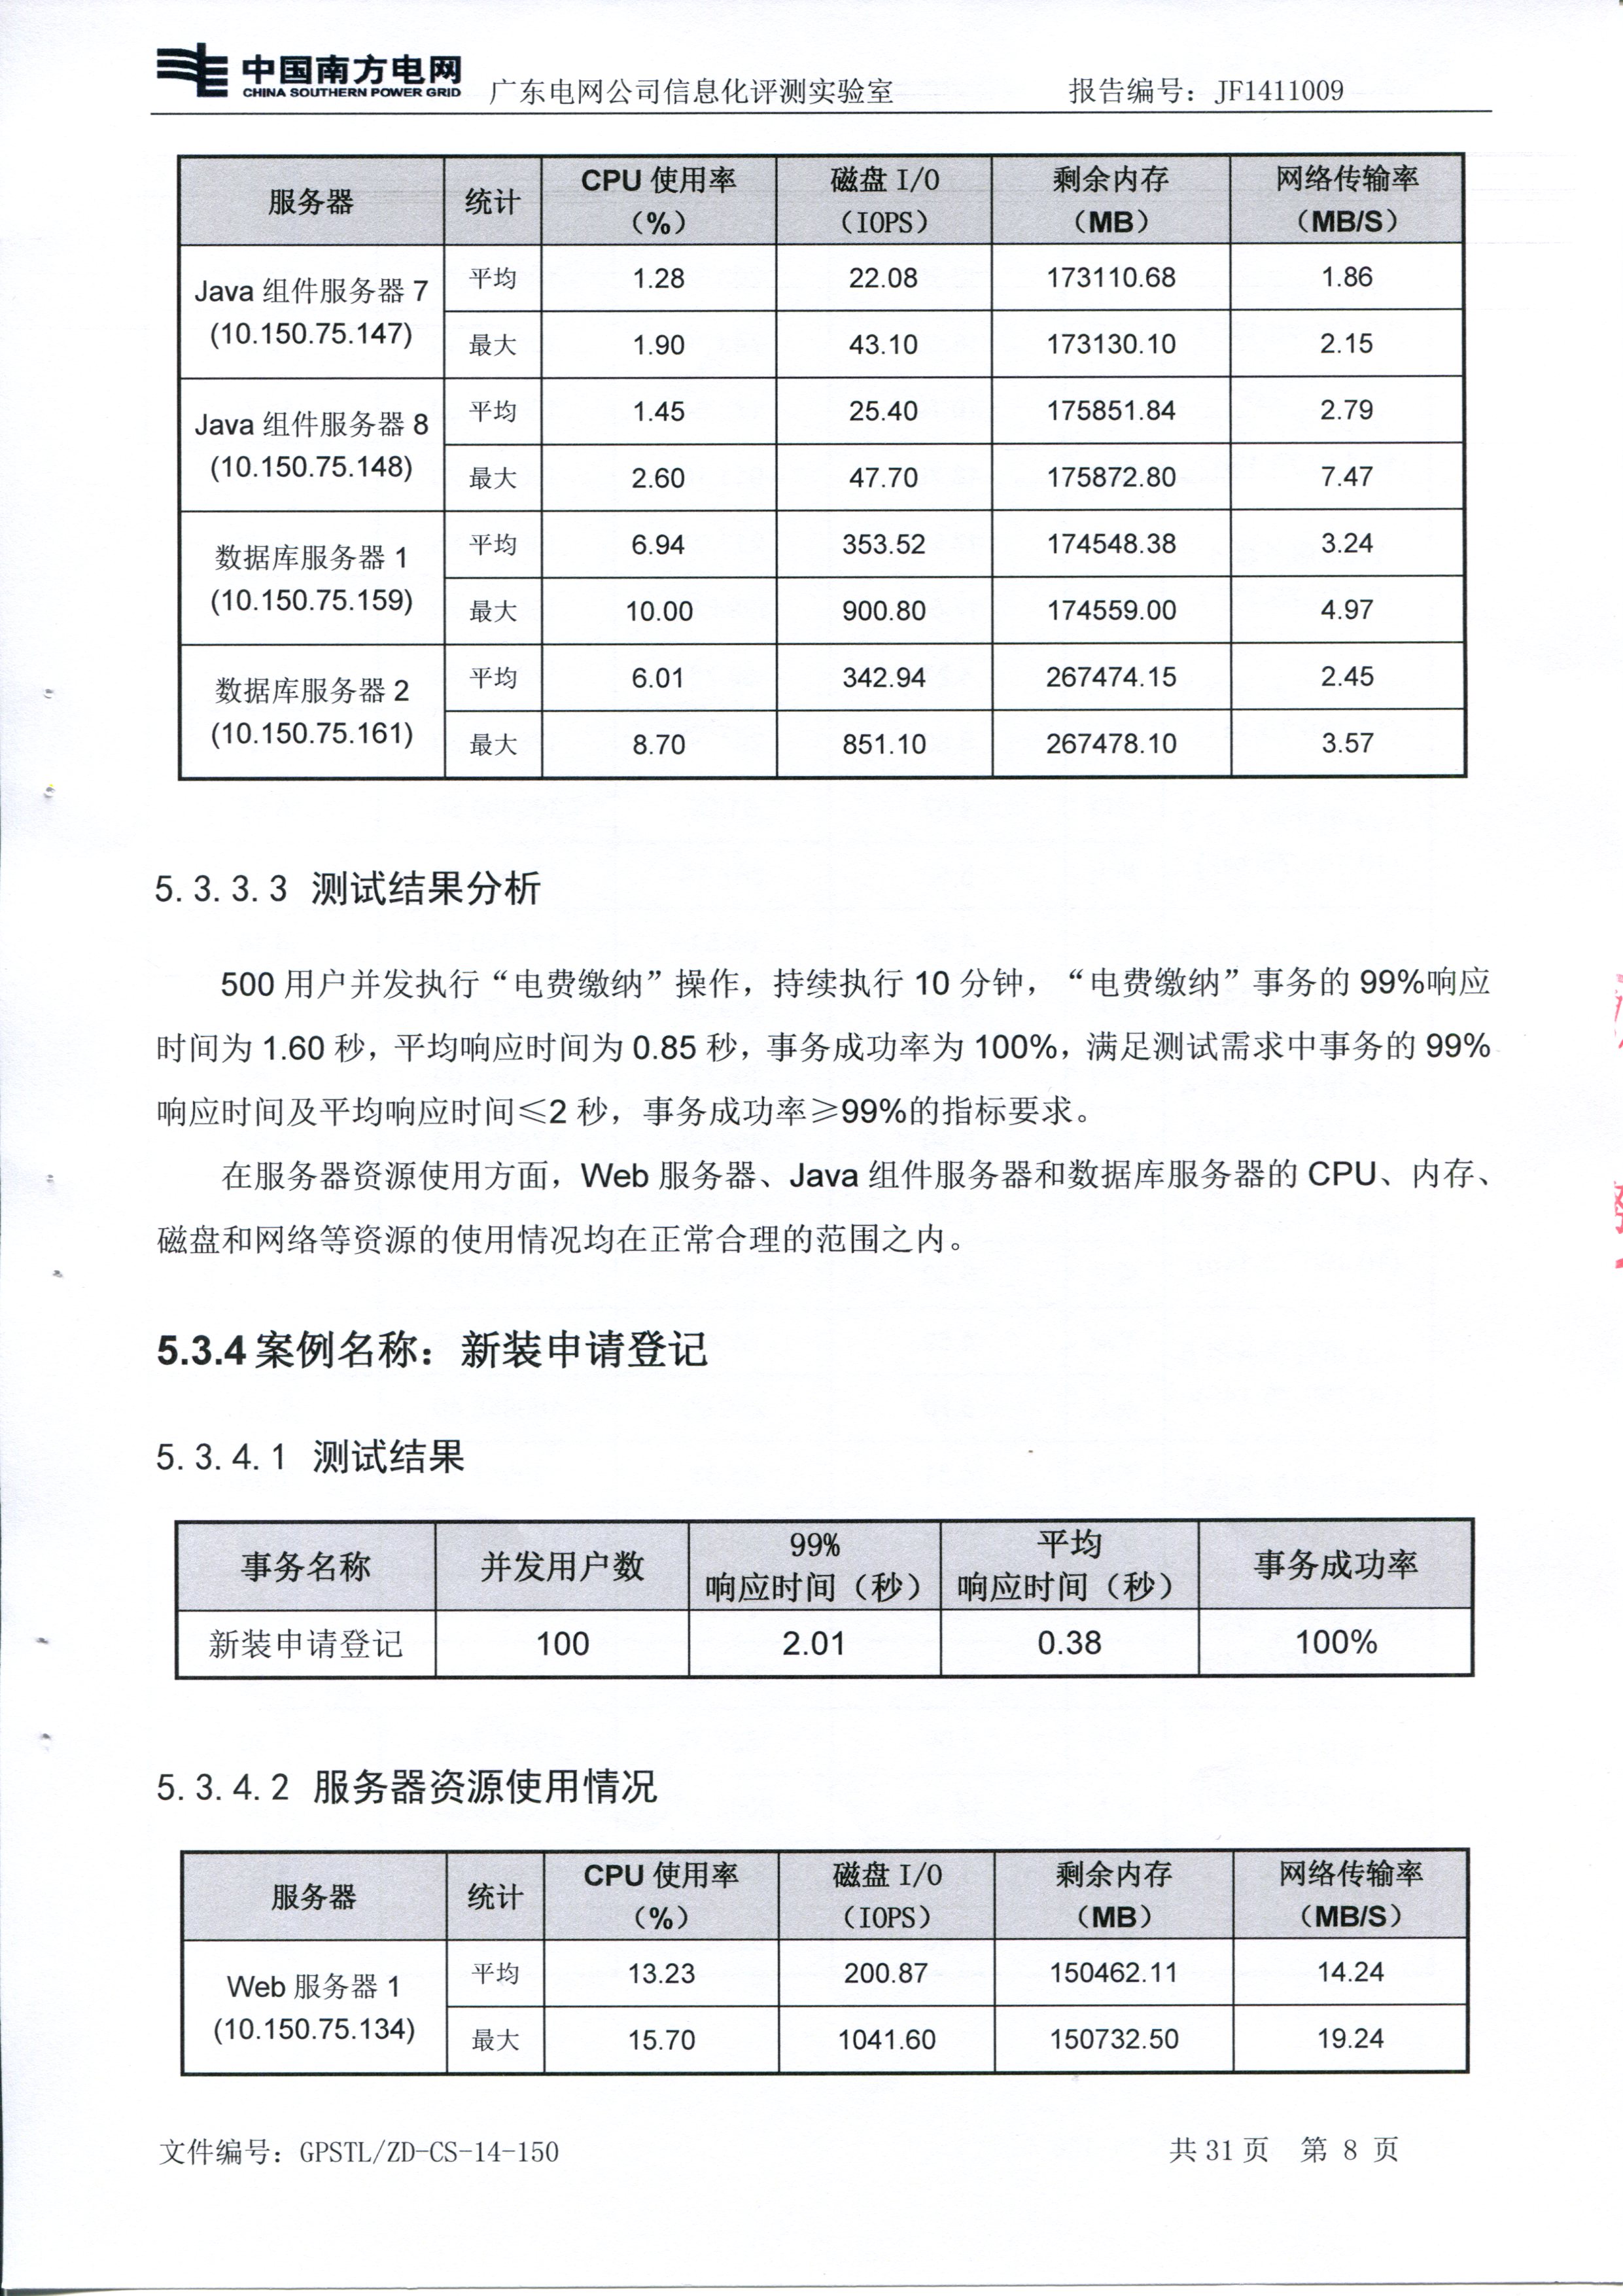 中国南方电网
CHINA SOUTHERN POWER GRID
广东电网公司信息化评测实验室 报告编号：JF1411009
服务器 统计 CPU 使用率（%） 磁盘 I/O（IOPS） 剩余内存（MB） 网络传输率（MB/S）
Java 组件服务器 7 (10.150.75.147) 平均 1.28 22.08 173110.68 1.86
最大 1.90 43.10 173130.10 2.15
Java 组件服务器 8 (10.150.75.148) 平均 1.45 25.40 175851.84 2.79
最大 2.60 47.70 175872.80 7.47
数据库服务器 1 (10.150.75.159) 平均 6.94 353.52 174548.38 3.24
最大 10.00 900.80 174559.00 4.97
数据库服务器 2 (10.150.75.161) 平均 6.01 342.94 267474.15 2.45
最大 8.70 851.10 267478.10 3.57
5.3.3.3 测试结果分析
500 用户并发执行“电费缴纳”操作，持续执行 10 分钟，“电费缴纳”事务的 99%响应
时间为 1.60 秒，平均响应时间为 0.85 秒，事务成功率为 100%，满足测试需求中事务的 99%
响应时间及平均响应时间≤2 秒，事务成功率≥99%的指标要求。
在服务器资源使用方面，Web 服务器、Java 组件服务器和数据库服务器的 CPU、内存、
磁盘和网络等资源的使用情况均在正常合理的范围之内。
5.3.4 案例名称：新装申请登记
5.3.4.1 测试结果
事务名称 并发用户数 99%响应时间（秒） 平均响应时间（秒） 事务成功率
新装申请登记 100 2.01 0.38 100%
5.3.4.2 服务器资源使用情况
服务器 统计 CPU 使用率（%） 磁盘 I/O（IOPS） 剩余内存（MB） 网络传输率（MB/S）
Web 服务器 1 (10.150.75.134) 平均 13.23 200.87 150462.11 14.24
最大 15.70 1041.60 150732.50 19.24
文件编号：GPSTL/ZD-CS-14-150 共 31 页 第 8 页